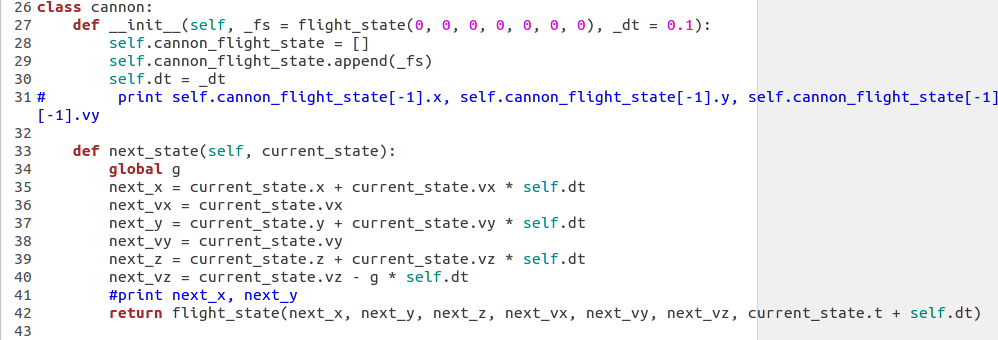 26 class cannon:
27     def __init__(self, _fs = flight_state(0, 0, 0, 0, 0, 0, 0), _dt = 0.1):
28         self.cannon_flight_state = []
29         self.cannon_flight_state.append(_fs)
30         self.dt = _dt
31 #        print self.cannon_flight_state[-1].x, self.cannon_flight_state[-1].y, self.cannon_flight_state[-1]
[-1].vy
32
33     def next_state(self, current_state):
34         global g
35         next_x = current_state.x + current_state.vx * self.dt
36         next_vx = current_state.vx
37         next_y = current_state.y + current_state.vy * self.dt
38         next_vy = current_state.vy
39         next_z = current_state.z + current_state.vz * self.dt
40         next_vz = current_state.vz - g * self.dt
41         #print next_x, next_y
42         return flight_state(next_x, next_y, next_z, next_vx, next_vy, next_vz, current_state.t + self.dt)
43